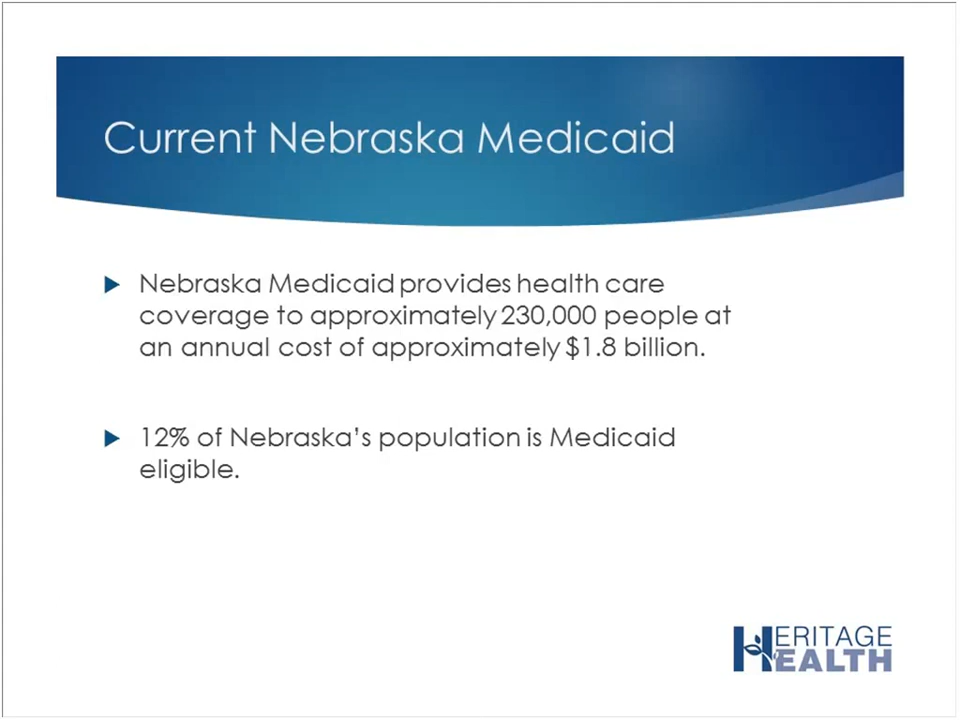 Current Nebraska Medicaid
Nebraska Medicaid provides health care
coverage to approximately 230,000 people at
an annual cost of approximately $1.8 billion.
12% of Nebraska's population is Medicaid
eligible.
HERITAGE
HEALTH